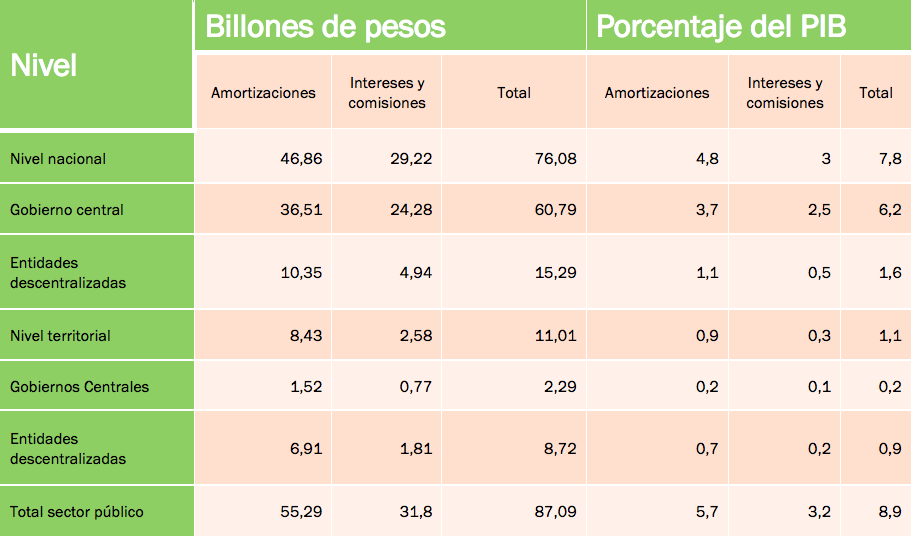 Nivel Billones de pesos Porcentaje del PIB
Amortizaciones Intereses y comisiones Total Amortizaciones Intereses y comisiones Total
Nivel nacional 46,86 29,22 76,08 4,8 3 7,8
Gobierno central 36,51 24,28 60,79 3,7 2,5 6,2
Entidades descentralizadas 10,35 4,94 15,29 1,1 0,5 1,6
Nivel territorial 8,43 2,58 11,01 0,9 0,3 1,1
Gobiernos Centrales 1,52 0,77 2,29 0,2 0,1 0,2
Entidades descentralizadas 6,91 1,81 8,72 0,7 0,2 0,9
Total sector público 55,29 31,8 87,09 5,7 3,2 8,9